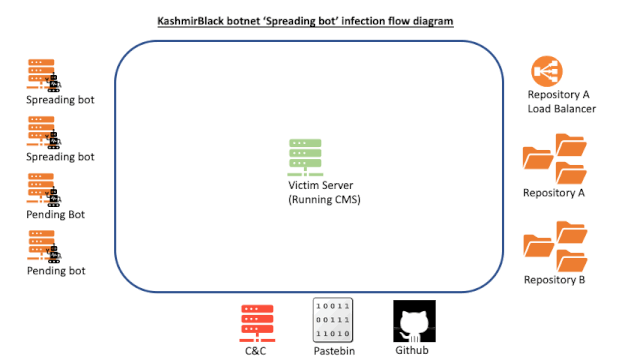 KashmirBlack botnet ‘Spreading bot’ infection flow diagram
Spreading bot
Spreading bot
Pending Bot
Pending bot
Victim Server
(Running CMS)
Repository A
Load Balancer
Repository A
Repository B
C&C
10011
00111
11010
Pastebin
Github